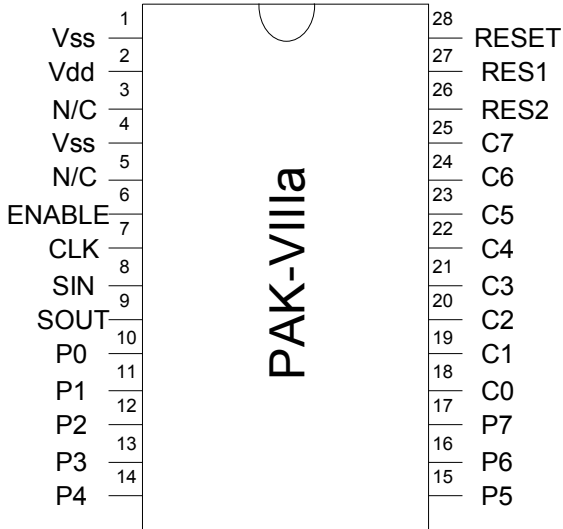 1 28
Vss RESET
2 27
Vdd RES1
3 26
N/C RES2
4 25
Vss C7
5 24
N/C C6
6 23
ENABLE C5
7 22
CLK C4
8 21
SIN C3
9 20
SOUT C2
10 19
P0 C1
11 18
P1 C0
12 17
P2 P7
13 16
P3 P6
14 15
P4 P5
PAK-VIIIa